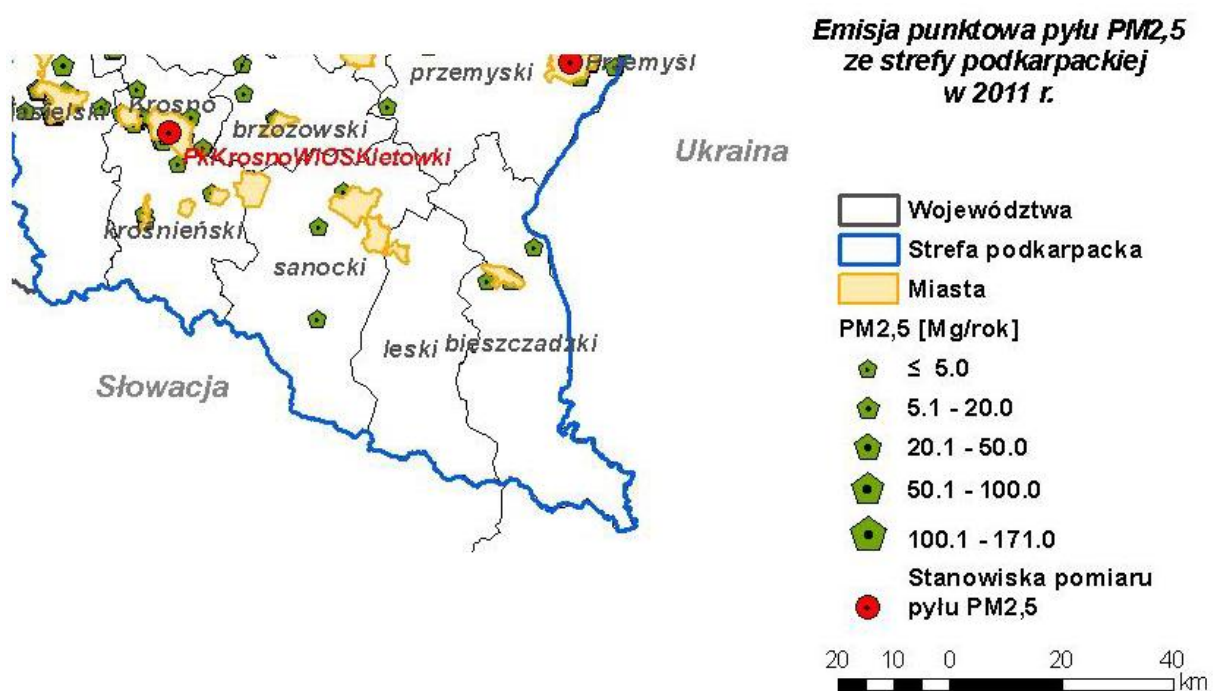 Emisja punktowa pyłu PM2,5
ze strefy podkarpackiej
w 2011 r.
przemyski
Przemyśl
jasielski
Krosno
brzozowski
PkKrosnoWIOSKletowki
Ukraina
krośnieński
sanocki
leski
bieszczadzki
Słowacja
Województwa
Strefa podkarpacka
Miasta
PM2,5 [Mg/rok]
≤ 5.0
5.1 - 20.0
20.1 - 50.0
50.1 - 100.0
100.1 - 171.0
Stanowiska pomiaru
pyłu PM2,5
20 10 0 20 40
km